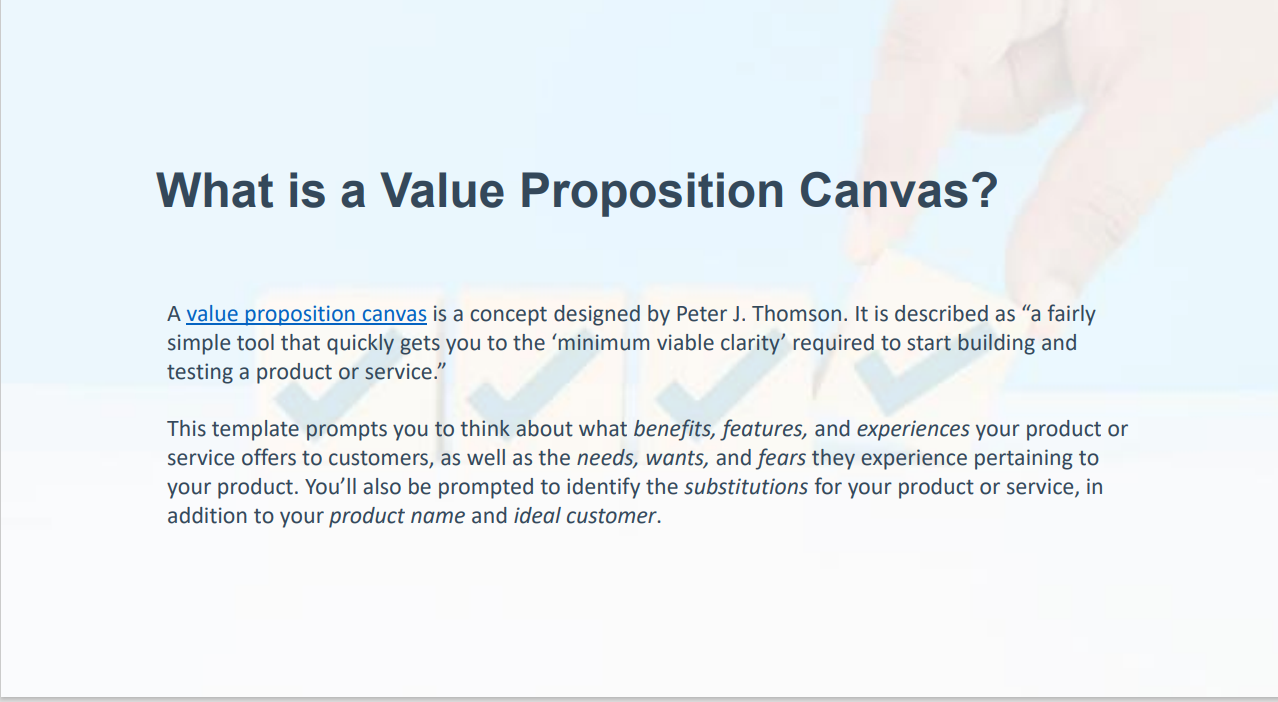 What is a Value Proposition Canvas?
A value proposition canvas is a concept designed by Peter J. Thomson. It is described as “a fairly
simple tool that quickly gets you to the ‘minimum viable clarity’ required to start building and
testing a product or service.”
This template prompts you to think about what benefits, features, and experiences your product or
service offers to customers, as well as the needs, wants, and fears they experience pertaining to
your product. You’ll also be prompted to identify the substitutions for your product or service, in
addition to your product name and ideal customer.